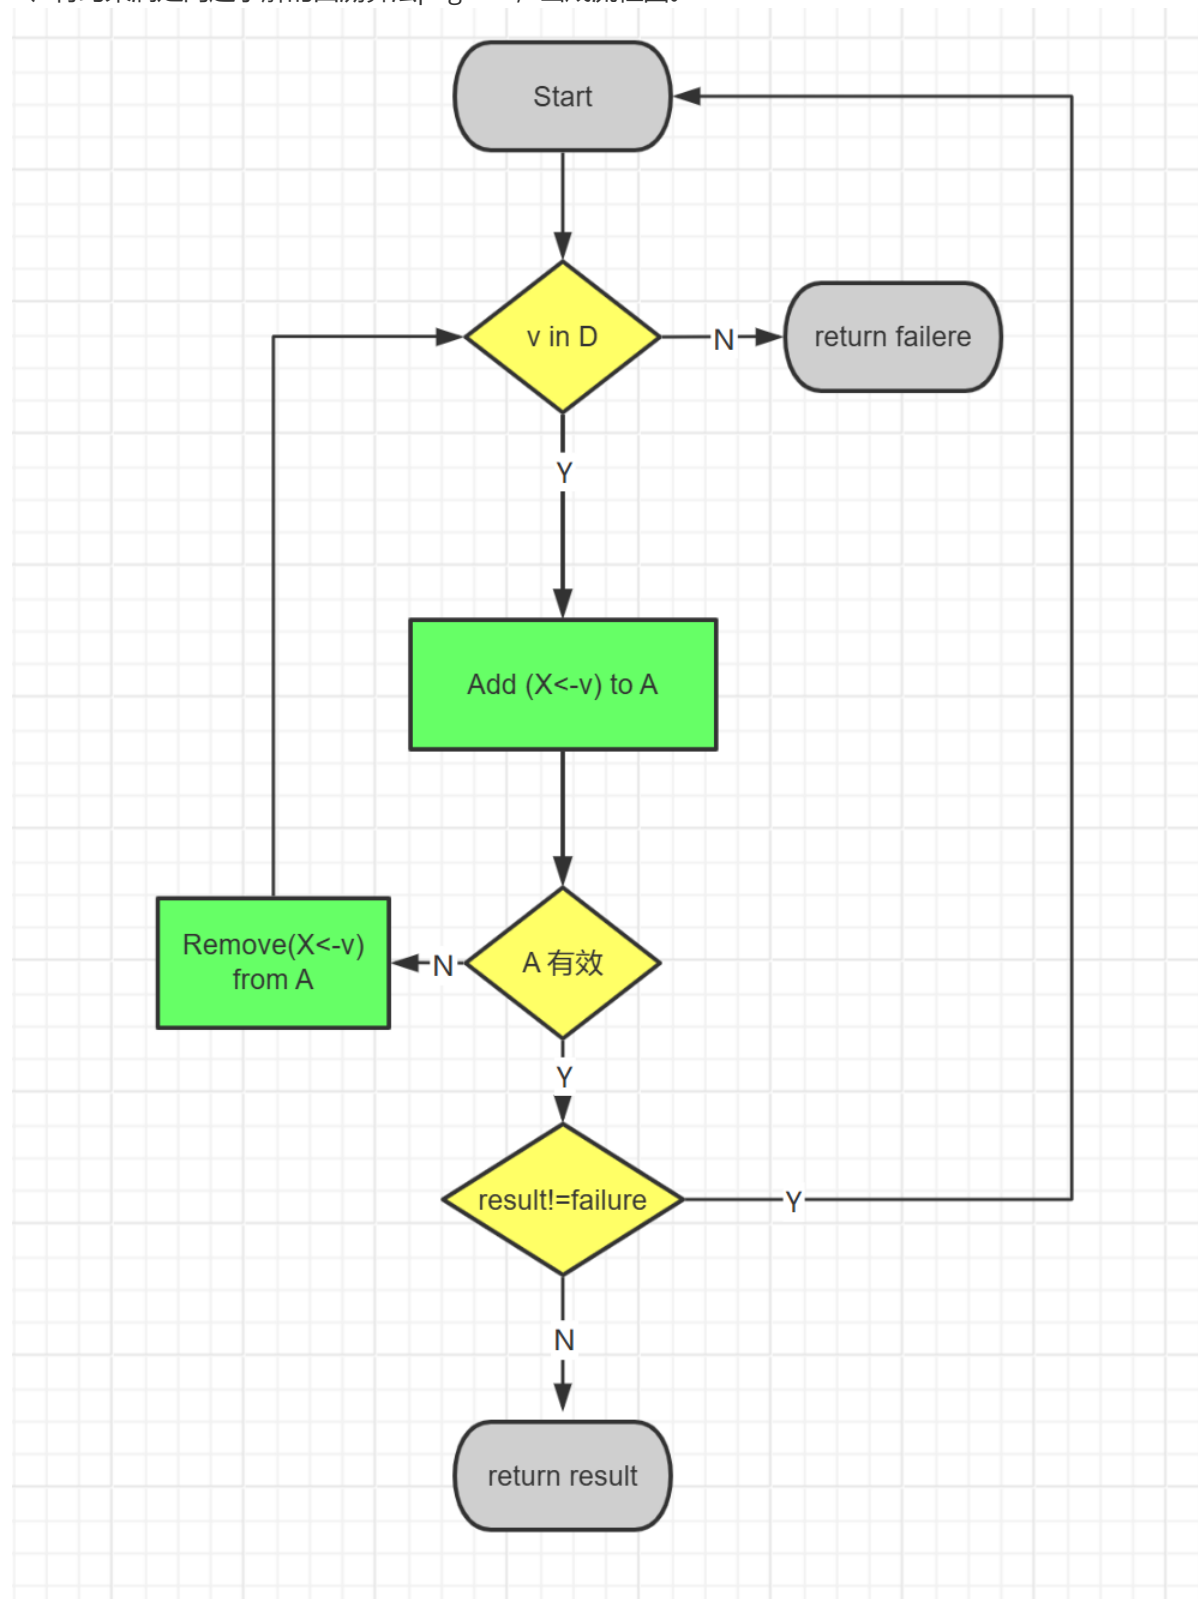 Start
v in D
N
return failere
Y
Add (X<-v) to A
Remove(X<-v)
from A
N
A 有效
Y
result!=failure
Y
N
return result